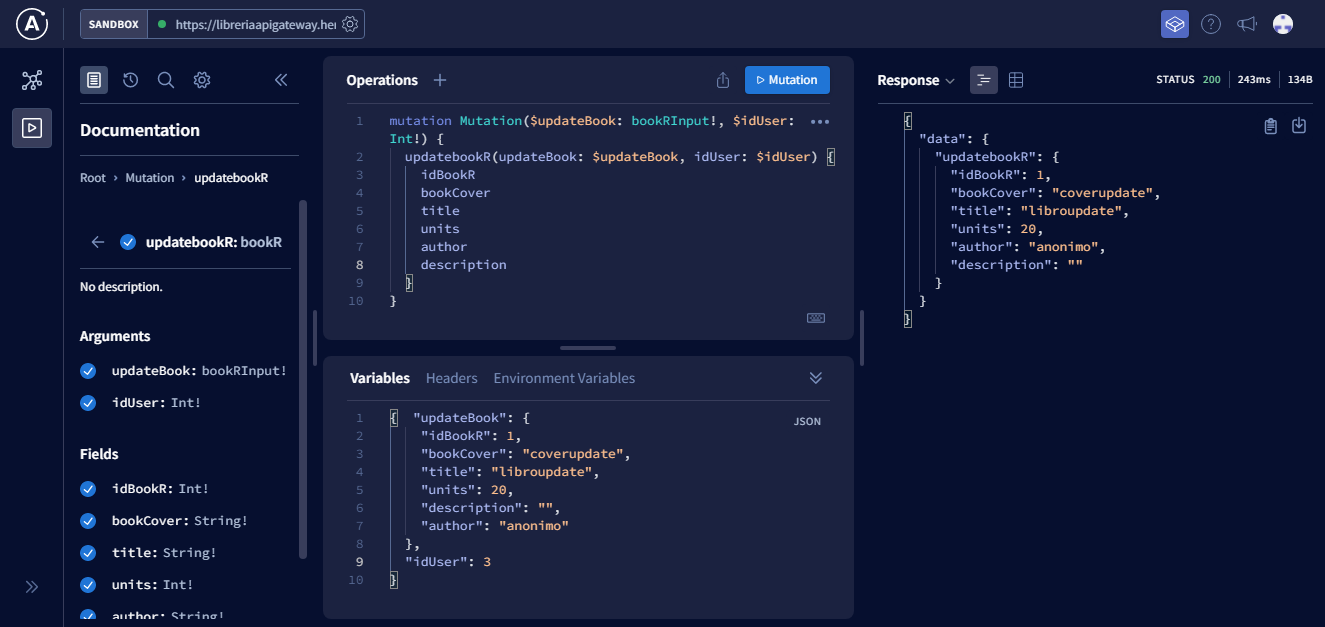 A
SANDBOX
https://libreriaapigateway.her
?
Documentation
Root › Mutation › updatebookR
updatebookR: bookR
No description.
Arguments
updateBook: bookRInput!
idUser: Int!
Fields
idBookR: Int!
bookCover: String!
title: String!
units: Int!
author: String!
Operations
Mutation
1 mutation Mutation($updateBook: bookRInput!, $idUser:
Int!) {
2 updatebookR(updateBook: $updateBook, idUser: $idUser) {
3 idBookR
4 bookCover
5 title
6 units
7 author
8 description
9 }
10 }
Variables Headers Environment Variables
JSON
1 { "updateBook": {
2 "idBookR": 1,
3 "bookCover": "coverupdate",
4 "title": "libroupdate",
5 "units": 20,
6 "description": "",
7 "author": "anonimo"
8 },
9 "idUser": 3
10 }
Response
STATUS 200 243ms 134B
{
"data": {
"updatebookR": {
"idBookR": 1,
"bookCover": "coverupdate",
"title": "libroupdate",
"units": 20,
"author": "anonimo",
"description": ""
}
}
}